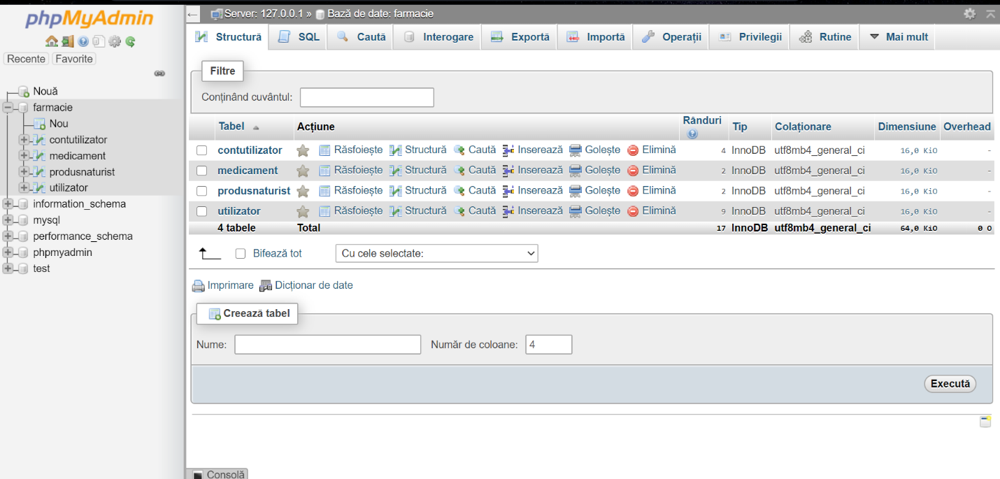 phpMyAdmin
Recente Favorite
Nouă
farmacie
Nou
contutilizator
medicament
produsnaturist
utilizator
information_schema
mysql
performance_schema
phpmyadmin
test
Server: 127.0.0.1 » Bază de date: farmacie
Structură SQL Caută Interogare Exportă Importă Operații Privilegii Rutine Mai mult
Filtre
Conținând cuvântul:
Tabel Acțiune Rânduri Tip Colaționare Dimensiune Overhead
contutilizator Răsfoiește Structură Caută Inserează Golește Elimină 4 InnoDB utf8mb4_general_ci 16,0 KiO -
medicament Răsfoiește Structură Caută Inserează Golește Elimină 2 InnoDB utf8mb4_general_ci 16,0 KiO -
produsnaturist Răsfoiește Structură Caută Inserează Golește Elimină 2 InnoDB utf8mb4_general_ci 16,0 KiO -
utilizator Răsfoiește Structură Caută Inserează Golește Elimină 9 InnoDB utf8mb4_general_ci 16,0 KiO -
4 tabele Total 17 InnoDB utf8mb4_general_ci 64,0 KiO 0 O
Bifează tot Cu cele selectate:
Imprimare Dicționar de date
Creează tabel
Nume: Număr de coloane: 4
Execută
Consolă